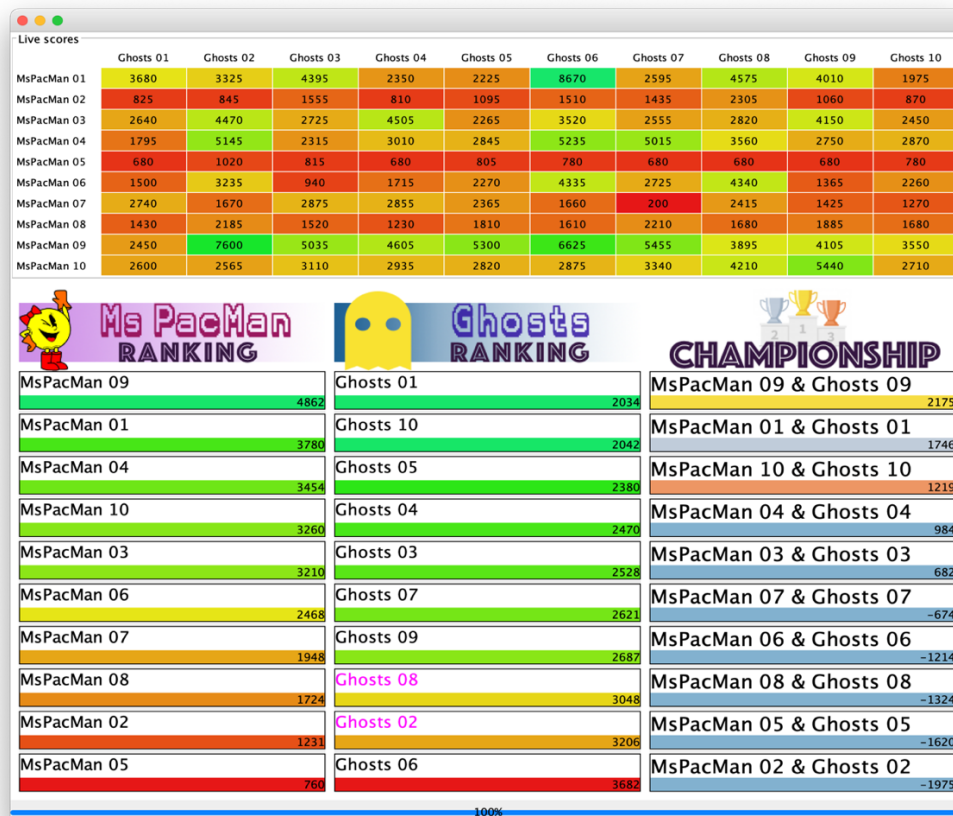 Live scores
Ghosts 01 Ghosts 02 Ghosts 03 Ghosts 04 Ghosts 05 Ghosts 06 Ghosts 07 Ghosts 08 Ghosts 09 Ghosts 10
MsPacMan 01 3680 3325 4395 2350 2225 8670 2595 4575 4010 1975
MsPacMan 02 825 845 1555 810 1095 1510 1435 2305 1060 870
MsPacMan 03 2640 4470 2725 4505 2265 3520 2555 2820 4150 2450
MsPacMan 04 1795 5145 2315 3010 2845 5235 5015 3560 2750 2870
MsPacMan 05 680 1020 815 680 805 780 680 680 680 780
MsPacMan 06 1500 3235 940 1715 2270 4335 2725 4340 1365 2260
MsPacMan 07 2740 1670 2875 2855 2365 1660 200 2415 1425 1270
MsPacMan 08 1430 2185 1520 1230 1810 1610 2210 1680 1885 1680
MsPacMan 09 2450 7600 5035 4605 5300 6625 5455 3895 4105 3550
MsPacMan 10 2600 2565 3110 2935 2820 2875 3340 4210 5440 2710
Ms PacMan
RANKING
MsPacMan 09
4862
MsPacMan 01
3780
MsPacMan 04
3454
MsPacMan 10
3260
MsPacMan 03
3210
MsPacMan 06
2468
MsPacMan 07
1948
MsPacMan 08
1724
MsPacMan 02
1231
MsPacMan 05
760
Ghosts
RANKING
Ghosts 01
2034
Ghosts 10
2042
Ghosts 05
2380
Ghosts 04
2470
Ghosts 03
2528
Ghosts 07
2621
Ghosts 09
2687
Ghosts 08
3048
Ghosts 02
3206
Ghosts 06
3682
2 1 3
CHAMPIONSHIP
MsPacMan 09 & Ghosts 09
2175
MsPacMan 01 & Ghosts 01
1746
MsPacMan 10 & Ghosts 10
1219
MsPacMan 04 & Ghosts 04
984
MsPacMan 03 & Ghosts 03
682
MsPacMan 07 & Ghosts 07
-674
MsPacMan 06 & Ghosts 06
-1214
MsPacMan 08 & Ghosts 08
-1324
MsPacMan 05 & Ghosts 05
-1620
MsPacMan 02 & Ghosts 02
-1975
100%